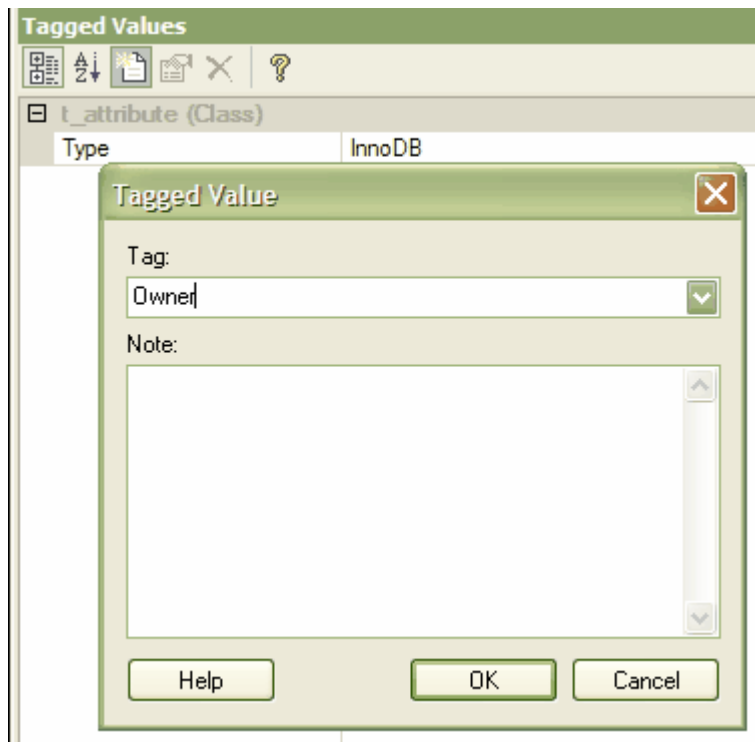 Tagged Values
t_attribute (Class)
Type InnoDB
Tagged Value
Tag:
Owner
Note:
Help OK Cancel